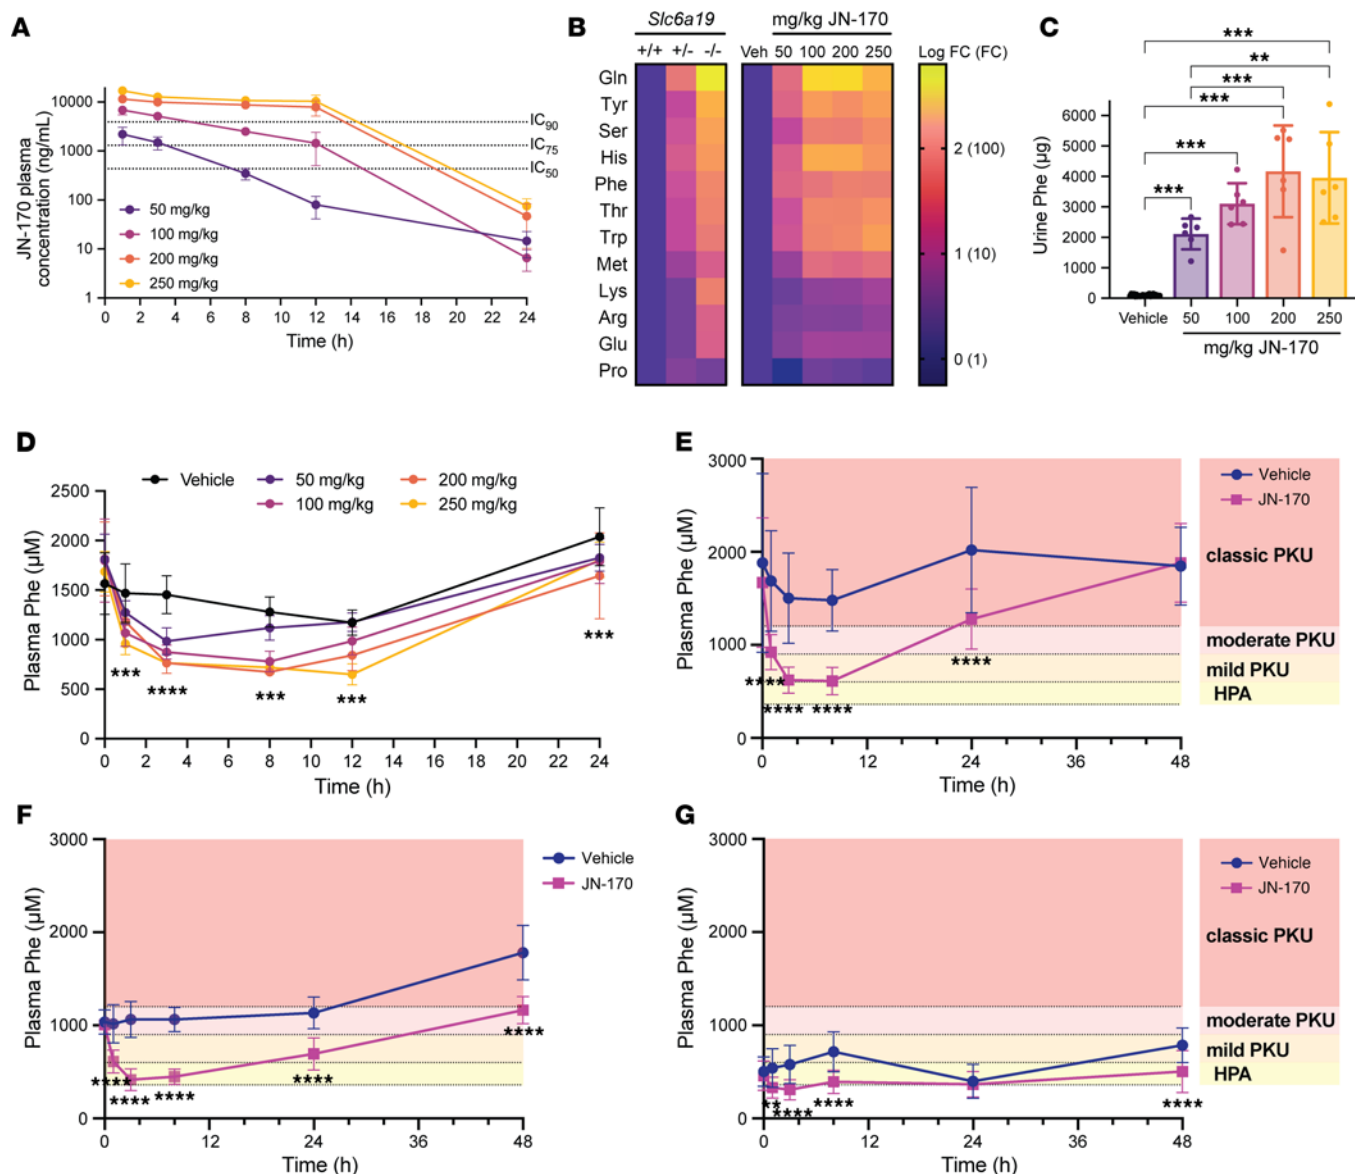 A
JN-170 plasma
concentration (ng/mL)
10000
1000
100
10
1
IC90
IC75
IC50
50 mg/kg
100 mg/kg
200 mg/kg
250 mg/kg
0 2 4 6 8 10 12 14 16 18 20 22 24
Time (h)
B
Slc6a19
mg/kg JN-170
+/+ +/- -/-
Veh 50 100 200 250
Log FC (FC)
Gln
Tyr
Ser
His
Phe
Thr
Trp
Met
Lys
Arg
Glu
Pro
2 (100)
1 (10)
0 (1)
C
***
**
***
***
***
***
Urine Phe (µg)
6000
5000
4000
3000
2000
1000
0
Vehicle 50 100 200 250
mg/kg JN-170
D
Vehicle
50 mg/kg
200 mg/kg
100 mg/kg
250 mg/kg
Plasma Phe (µM)
2500
2000
1500
1000
500
0
***
****
***
***
***
0 2 4 6 8 10 12 14 16 18 20 22 24
Time (h)
E
Plasma Phe (µM)
3000
2000
1000
0
****
****
****
****
0 12 24 36 48
Time (h)
Vehicle
JN-170
classic PKU
moderate PKU
mild PKU
HPA
F
Plasma Phe (µM)
3000
2000
1000
0
****
****
****
****
****
0 12 24 36 48
Time (h)
Vehicle
JN-170
G
Plasma Phe (µM)
3000
2000
1000
0
**
****
****
****
0 12 24 36 48
Time (h)
Vehicle
JN-170
classic PKU
moderate PKU
mild PKU
HPA